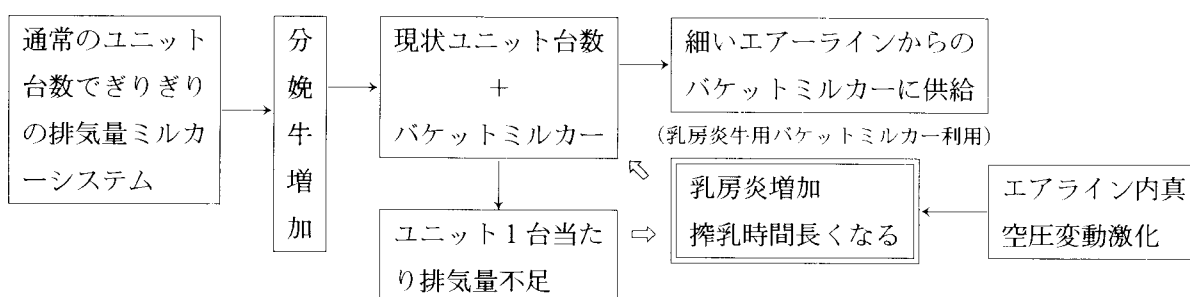 通常のユニット
台数でぎりぎり
の排気量ミルカ
ーシステム
分
娩
牛
増
加
現状ユニット台数
+
バケットミルカー
細いエアーラインからの
バケットミルカーに供給
(乳房炎牛用バケットミルカー利用)
ユニット1台当た
り排気量不足
乳房炎増加
搾乳時間長くなる
エアライン内真
空圧変動激化